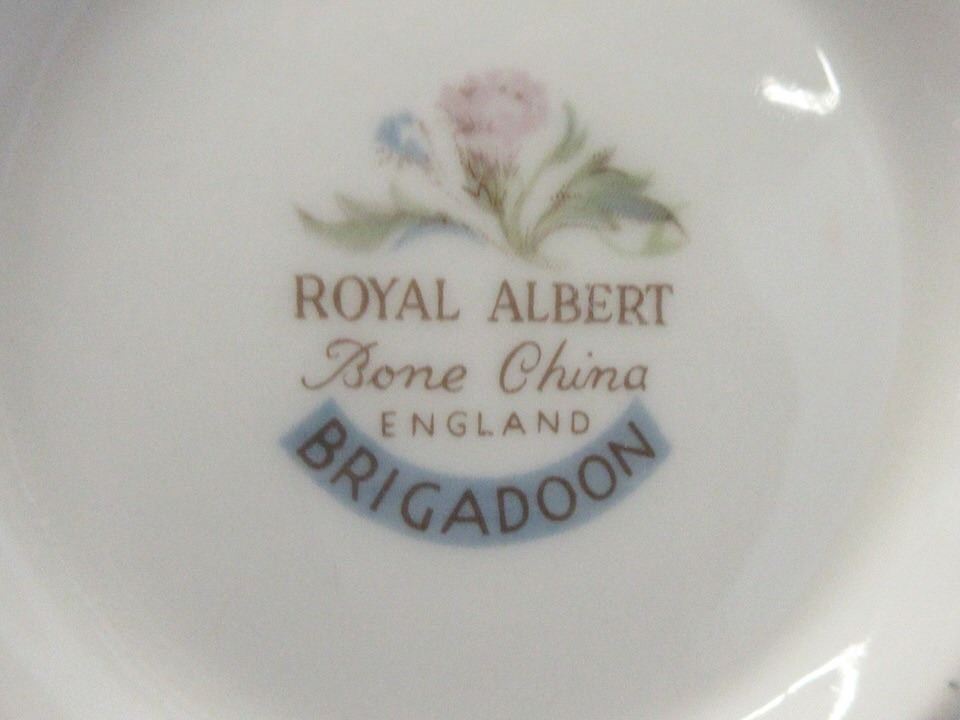 ROYAL ALBERT
Bone China
ENGLAND
BRIGADOON